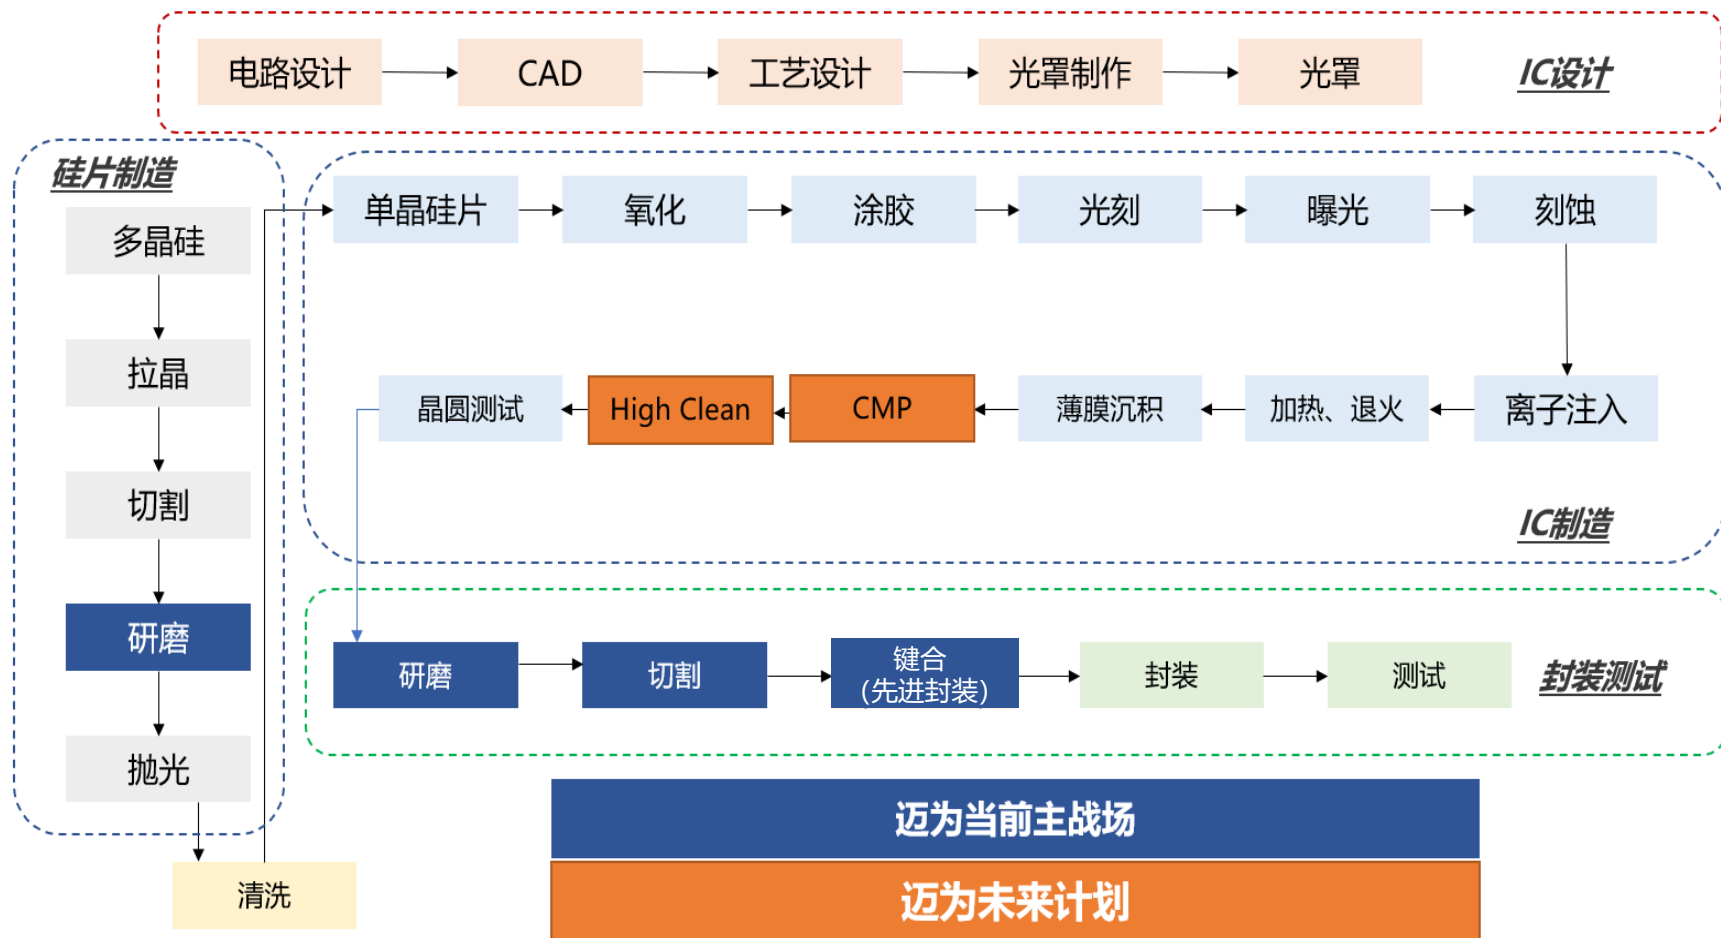 电路设计
CAD
工艺设计
光罩制作
光罩
IC设计
硅片制造
多晶硅
拉晶
切割
研磨
抛光
清洗
单晶硅片
氧化
涂胶
光刻
曝光
刻蚀
离子注入
加热、退火
薄膜沉积
CMP
High Clean
晶圆测试
IC制造
研磨
切割
键合
（先进封装）
封装
测试
封装测试
迈为当前主战场
迈为未来计划